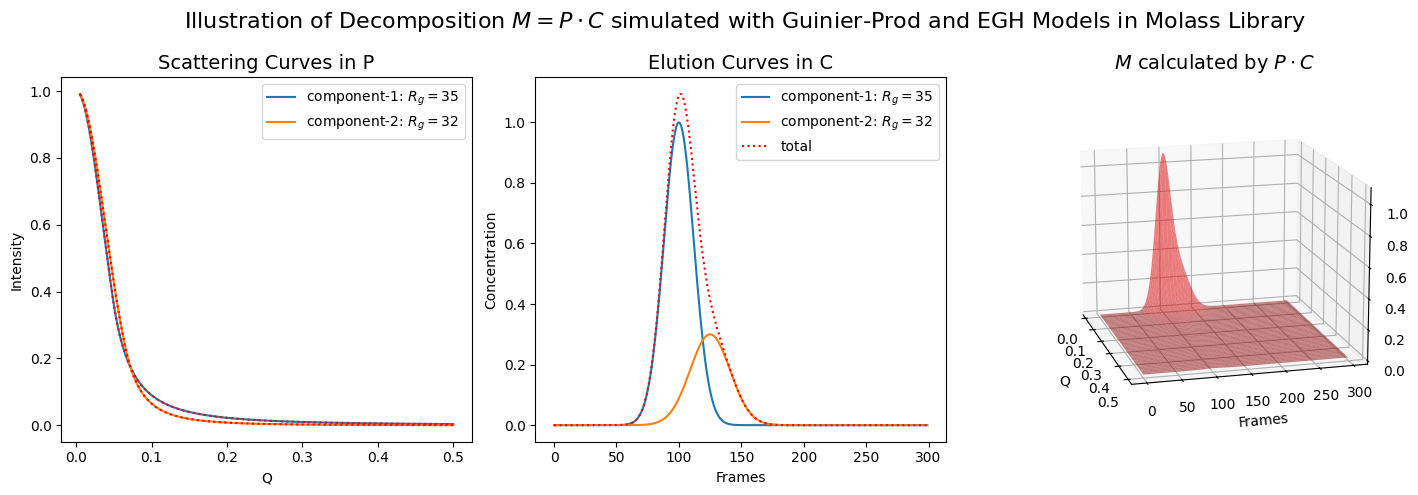 Illustration of Decomposition M = P · C simulated with Guinier-Prod and EGH Models in Molass Library
Scattering Curves in P
component-1: R_g = 35
component-2: R_g = 32
Intensity
1.0
0.8
0.6
0.4
0.2
0.0
0.0 0.1 0.2 0.3 0.4 0.5
Q
Elution Curves in C
component-1: R_g = 35
component-2: R_g = 32
total
Concentration
1.0
0.8
0.6
0.4
0.2
0.0
0 50 100 150 200 250 300
Frames
M calculated by P · C
1.0
0.8
0.6
0.4
0.2
0.0
0.0
0.1
0.2
0.3
0.4
0.5
Q
0 50 100 150 200 250 300
Frames